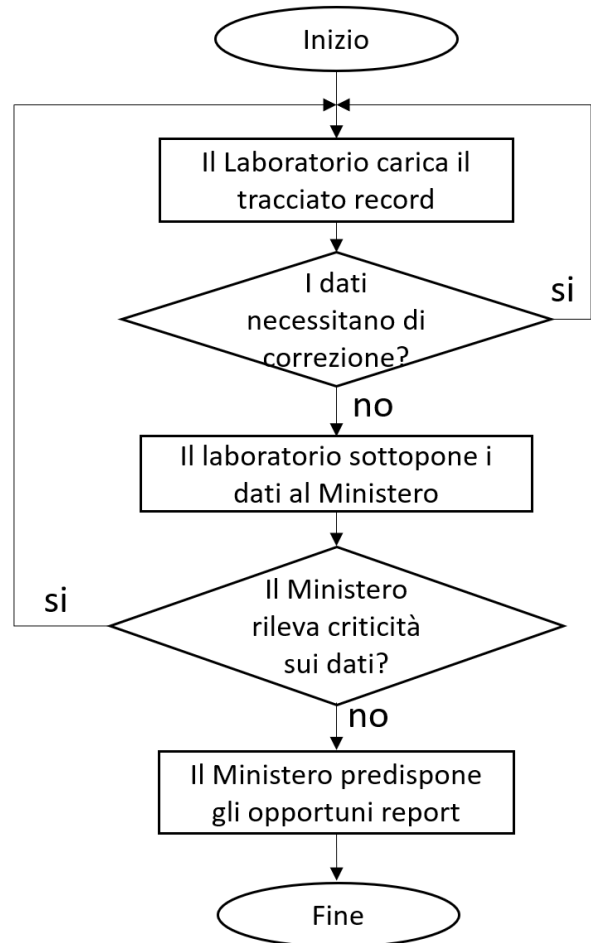 Inizio
Il Laboratorio carica il
tracciato record
I dati
necessitano di
correzione?
si
no
Il laboratorio sottopone i
dati al Ministero
Il Ministero
rileva criticità
sui dati?
si
no
Il Ministero predispone
gli opportuni report
Fine